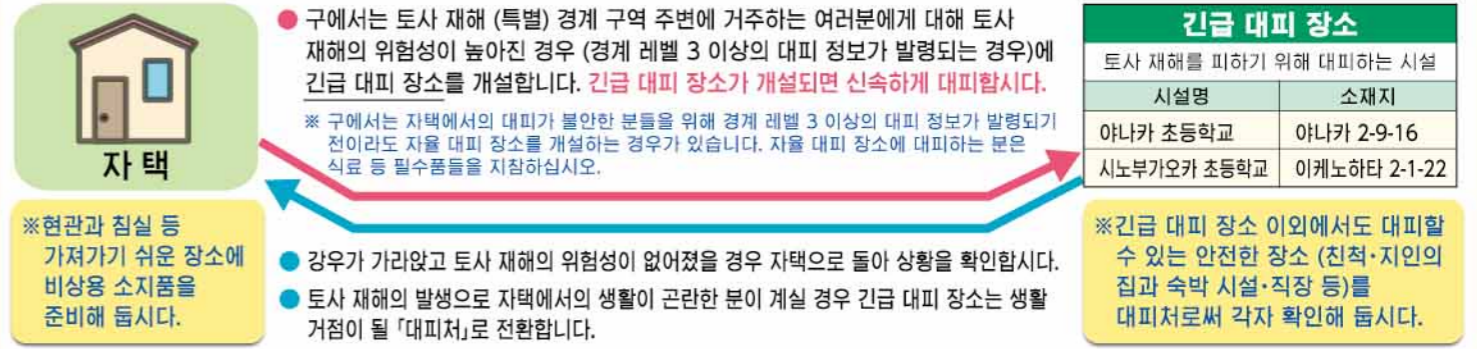 자택
※현관과 침실 등
가져가기 쉬운 장소에
비상용 소지품을
준비해 둡시다.
● 구에서는 토사 재해 (특별) 경계 구역 주변에 거주하는 여러분에게 대해 토사
재해의 위험성이 높아진 경우 (경계 레벨 3 이상의 대피 정보가 발령되는 경우)에
긴급 대피 장소를 개설합니다. 긴급 대피 장소가 개설되면 신속하게 대피합시다.
※ 구에서는 자택에서의 대피가 불안한 분들을 위해 경계 레벨 3 이상의 대피 정보가 발령되기
전이라도 자율 대피 장소를 개설하는 경우가 있습니다. 자율 대피 장소에 대피하는 분은
식료 등 필수품들을 지참하십시오.
● 강우가 가라앉고 토사 재해의 위험성이 없어졌을 경우 자택으로 돌아 상황을 확인합시다.
● 토사 재해의 발생으로 자택에서의 생활이 곤란한 분이 계실 경우 긴급 대피 장소는 생활
거점이 될 「대피처」로 전환합니다.
긴급 대피 장소
토사 재해를 피하기 위해 대피하는 시설
시설명 소재지
야나카 초등학교 야나카 2-9-16
시노부가오카 초등학교 이케노하타 2-1-22
※긴급 대피 장소 이외에서도 대피할
수 있는 안전한 장소 (친척·지인의
집과 숙박 시설·직장 등)를
대피처로써 각자 확인해 둡시다.